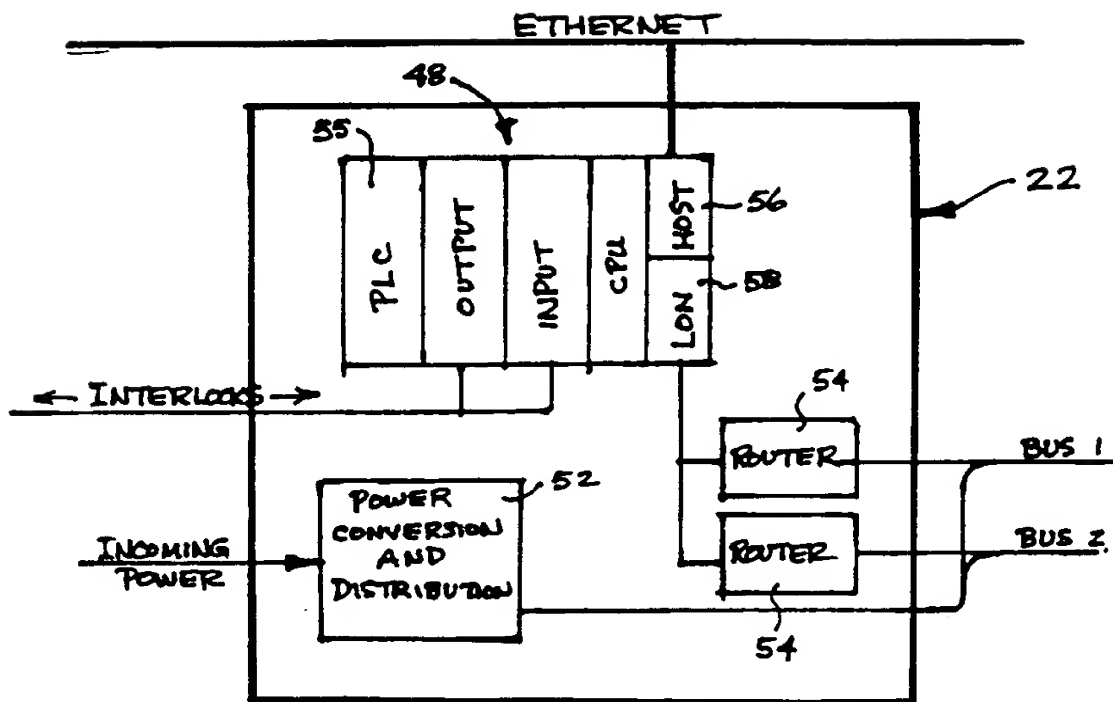 ETHERNET
48
55
22
PLC
OUTPUT
INPUT
CPU
HOST
56
LON
58
← INTERLOCKS →
54
ROUTER
BUS 1
52
POWER
CONVERSION
AND
DISTRIBUTION
INCOMING
POWER
ROUTER
BUS 2
54